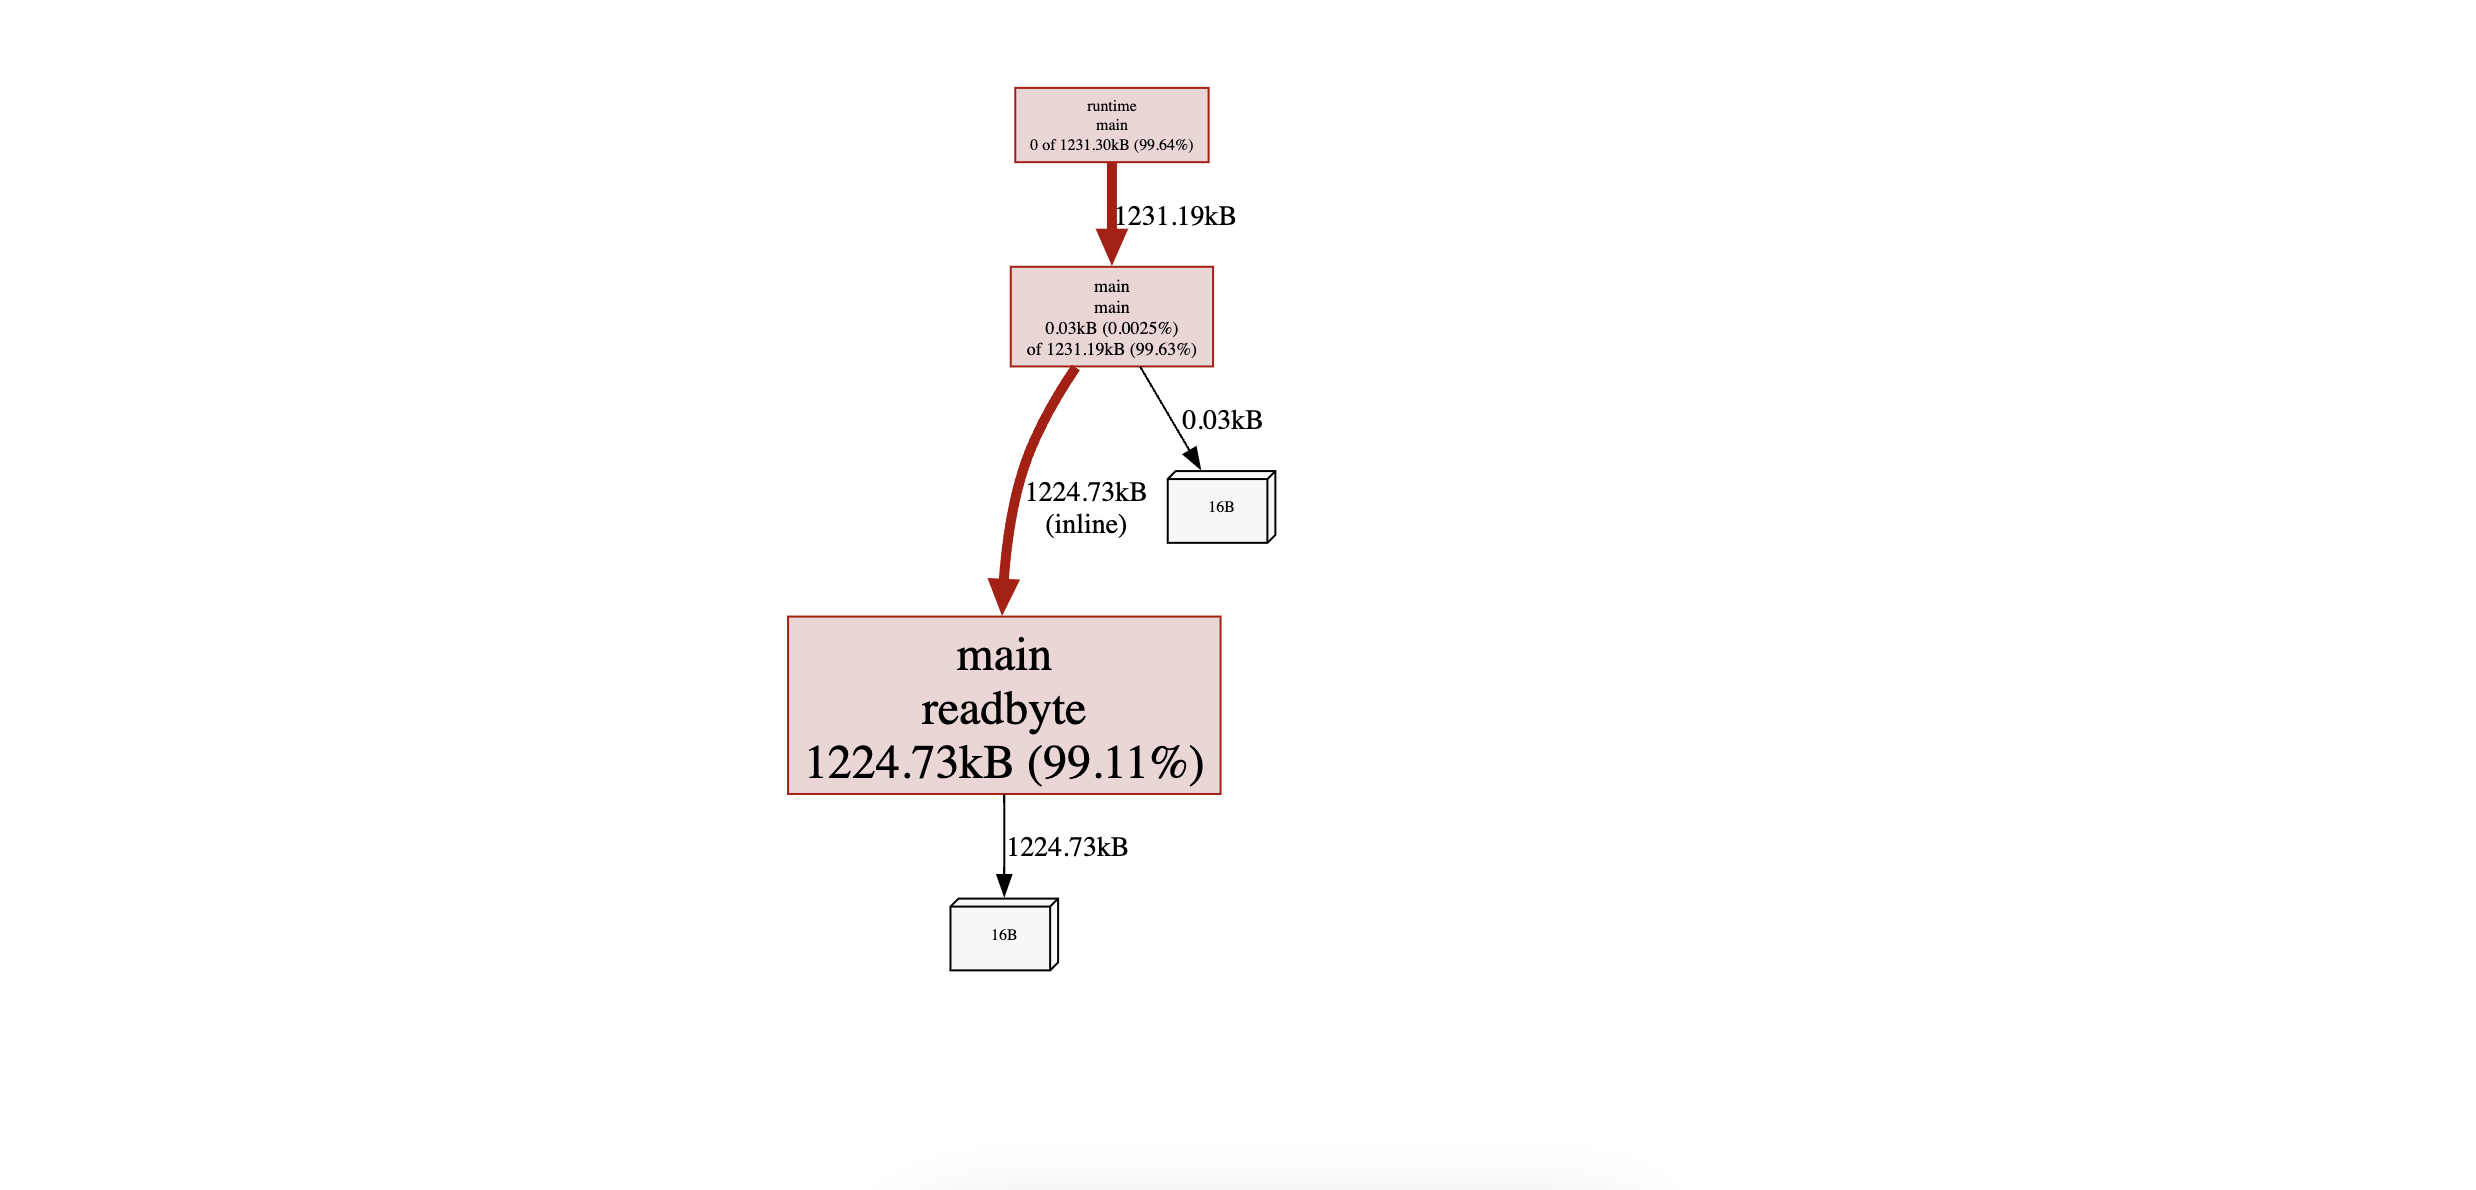 runtime
main
0 of 1231.30kB (99.64%)
1231.19kB
main
main
0.03kB (0.0025%)
of 1231.19kB (99.63%)
0.03kB
1224.73kB
(inline)
16B
main
readbyte
1224.73kB (99.11%)
1224.73kB
16B